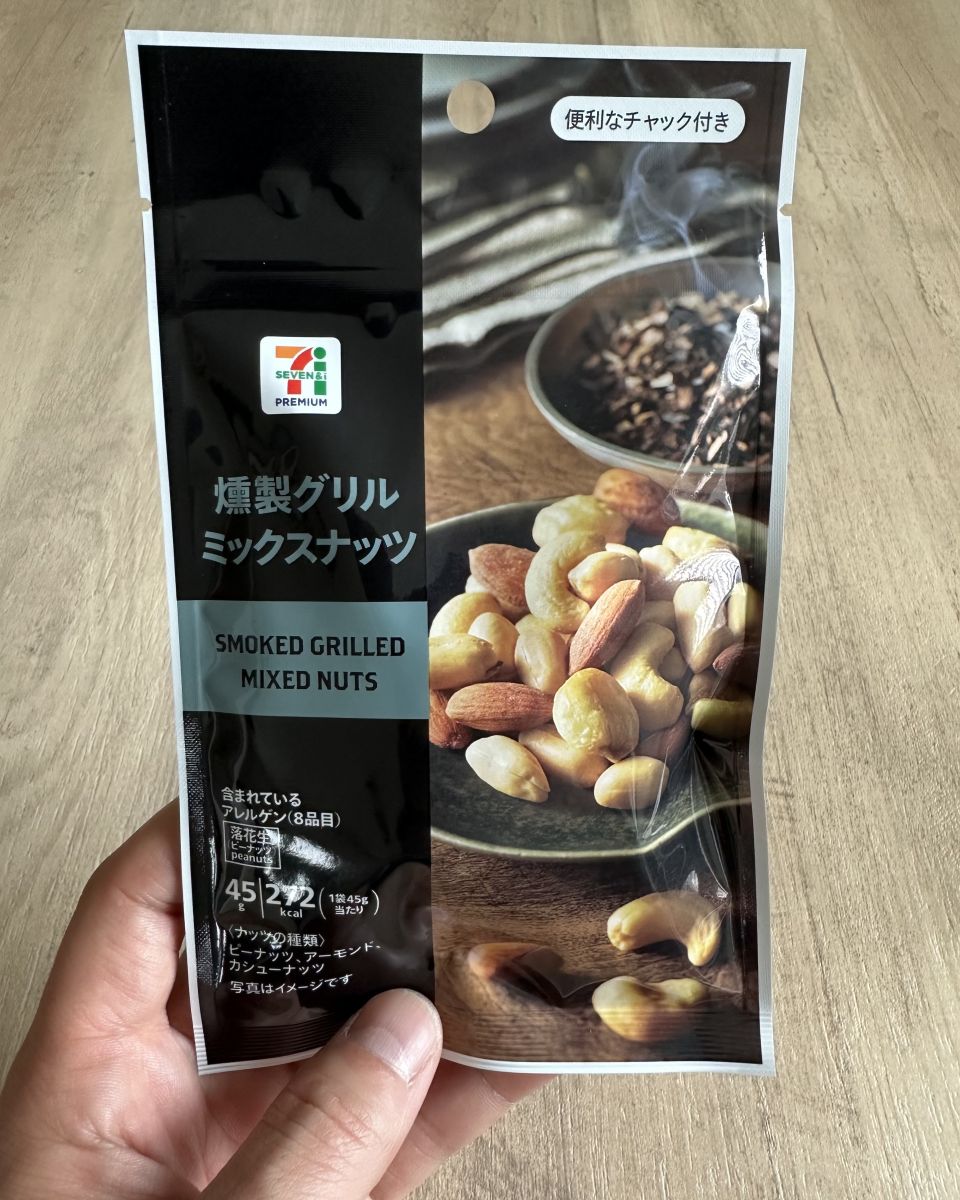 便利なチャック付き
SEVEN&i
PREMIUM
燻製グリル
ミックスナッツ
SMOKED GRILLED
MIXED NUTS
含まれている
アレルゲン(8品目)
落花生
ピーナッツ
peanuts
45g 272kcal (1袋45g当たり)
〈ナッツの種類〉
ピーナッツ、アーモンド、
カシューナッツ
写真はイメージです